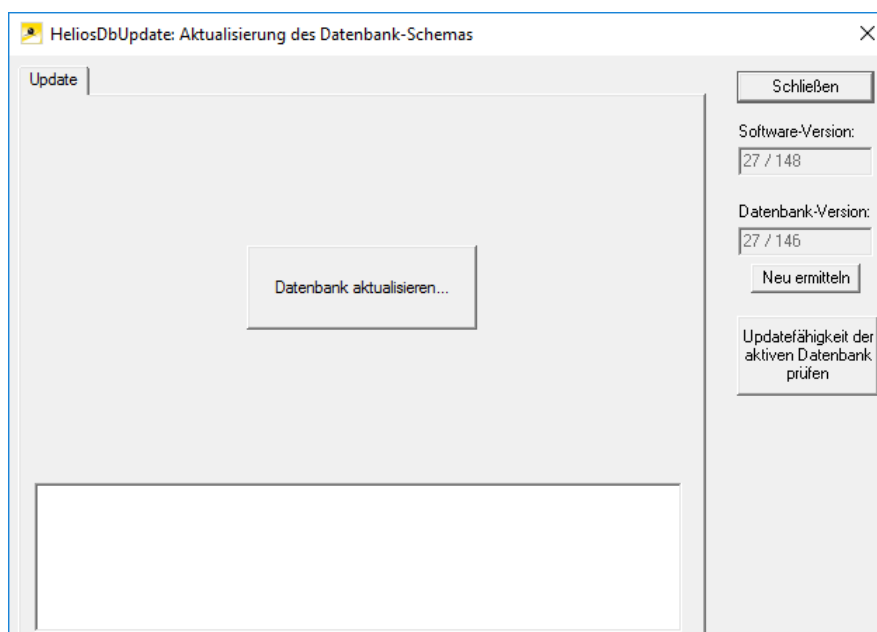 HeliosDbUpdate: Aktualisierung des Datenbank-Schemas
Update
Datenbank aktualisieren...
Schließen
Software-Version:
27 / 148
Datenbank-Version:
27 / 146
Neu ermitteln
Updatefähigkeit der
aktiven Datenbank
prüfen